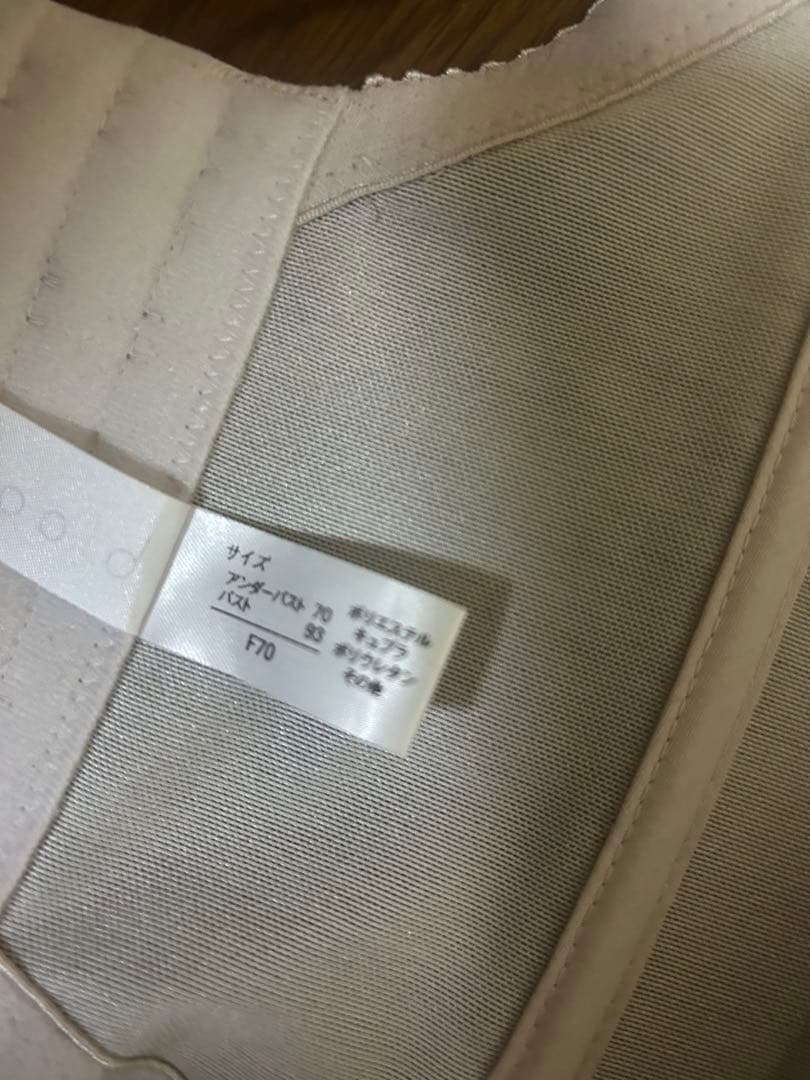 サイズ
アンダーバスト 70
バスト 93
F70
ポリエステル
キュプラ
ポリウレタン
その他